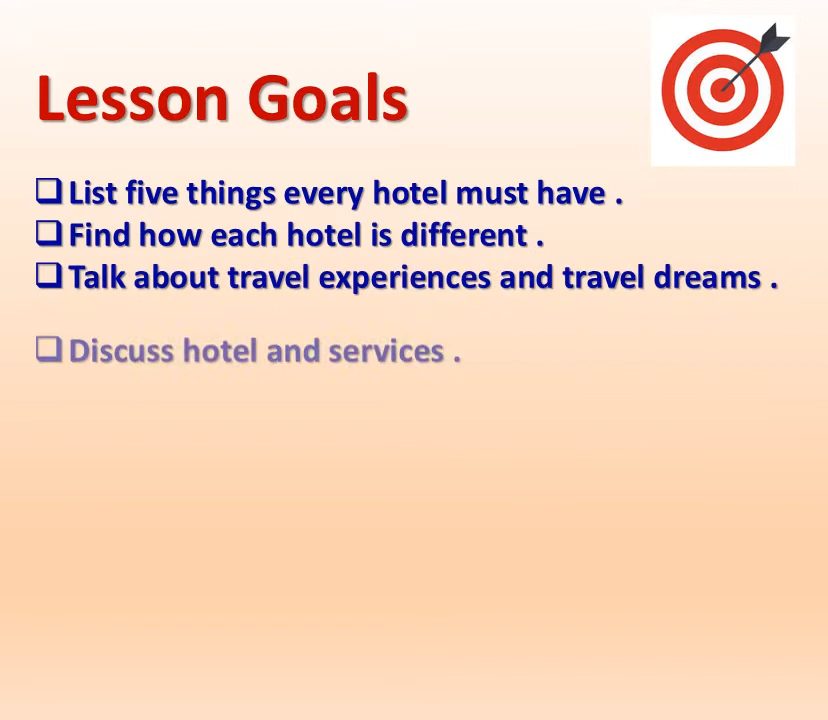 Lesson Goals
❑List five things every hotel must have .
❑Find how each hotel is different .
❑Talk about travel experiences and travel dreams .
❑Discuss hotel and services .